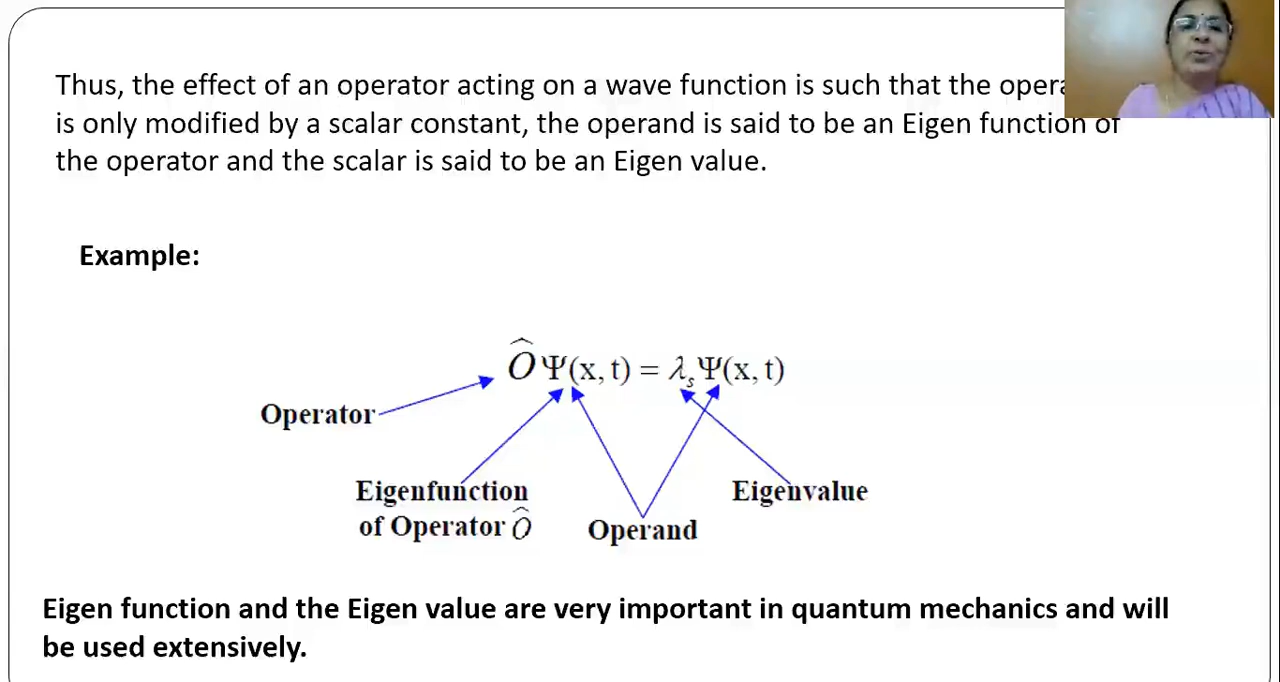 Thus, the effect of an operator acting on a wave function is such that the
is only modified by a scalar constant, the operand is said to be an Eigen function of
the operator and the scalar is said to be an Eigen value.
Example:
Ô Ψ(x, t) = λₛ Ψ(x, t)
Operator
Eigenfunction
of Operator Ô
Operand
Eigenvalue
Eigen function and the Eigen value are very important in quantum mechanics and will
be used extensively.